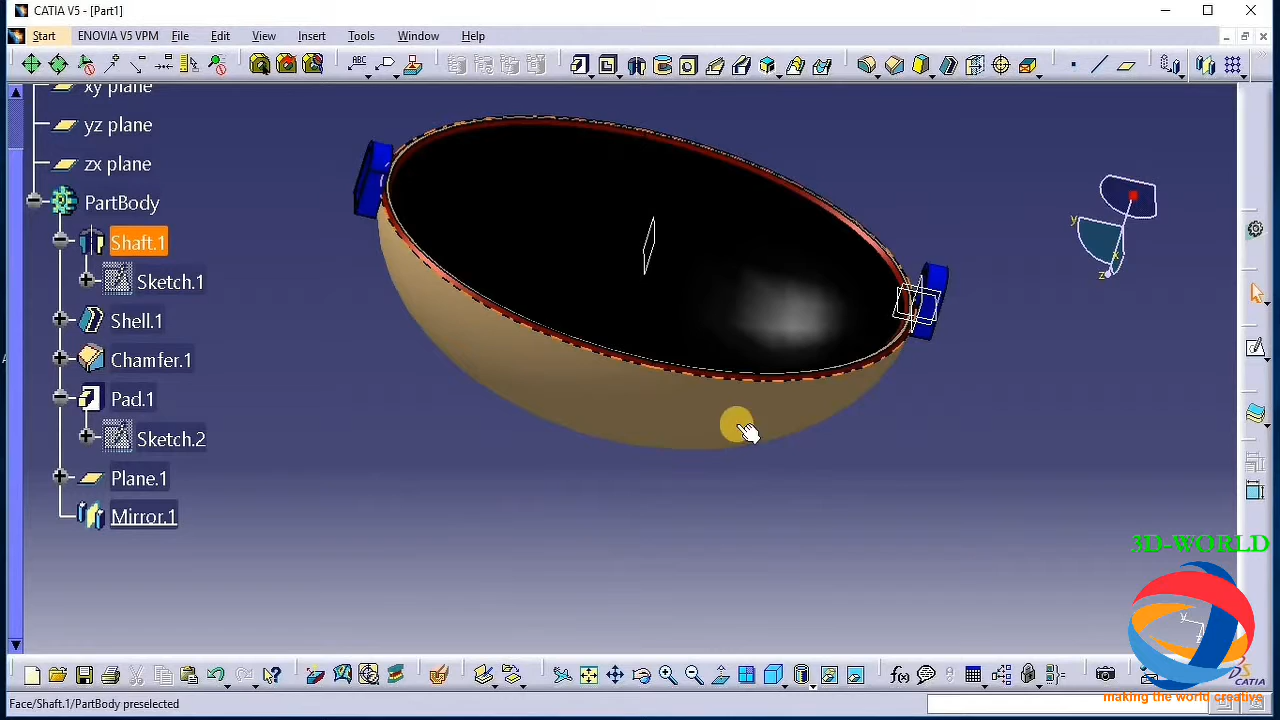 CATIA V5 - [Part1]
Start ENOVIA V5 VPM File Edit View Insert Tools Window Help
ABC
xy plane
yz plane
zx plane
PartBody
Shaft.1
Sketch.1
Shell.1
Chamfer.1
Pad.1
Sketch.2
Plane.1
Mirror.1
y
x
z
3D-WORLD
y
z
f(x)
CATIA
making the world creative
Face/Shaft.1/PartBody preselected